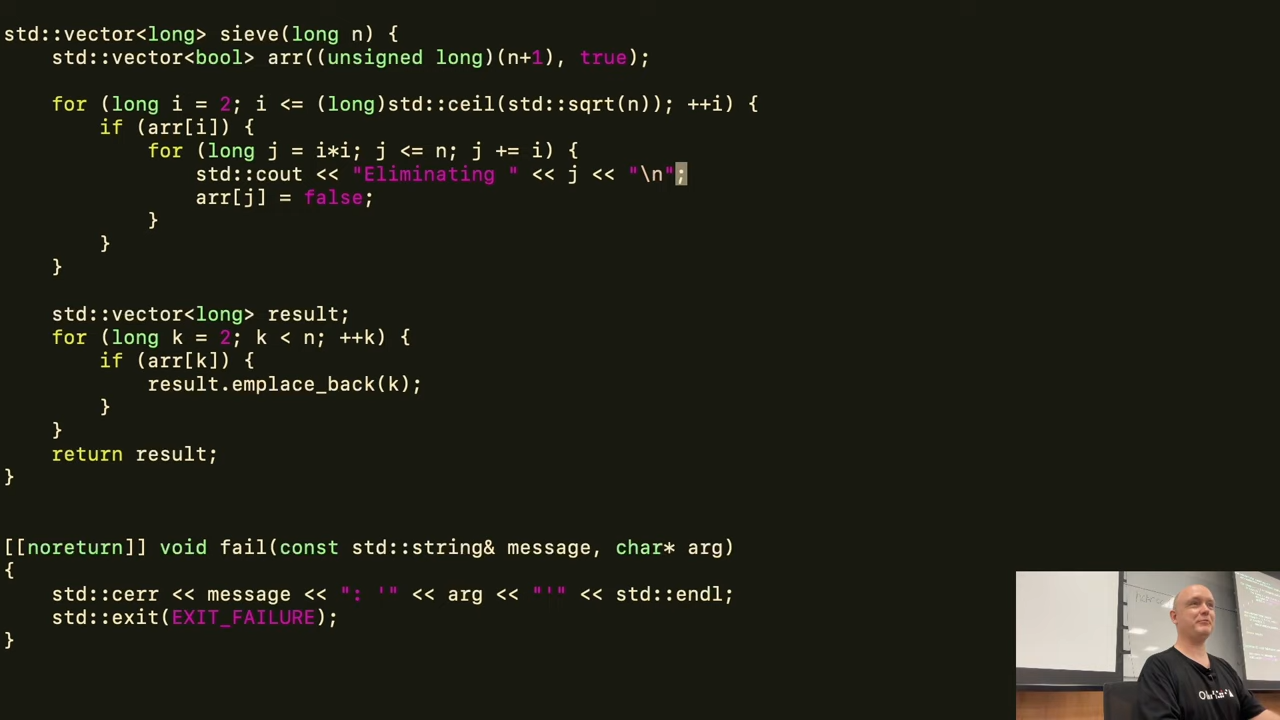 std::vector<long> sieve(long n) {
    std::vector<bool> arr((unsigned long)(n+1), true);

    for (long i = 2; i <= (long)std::ceil(std::sqrt(n)); ++i) {
        if (arr[i]) {
            for (long j = i*i; j <= n; j += i) {
                std::cout << "Eliminating " << j << "\n";
                arr[j] = false;
            }
        }
    }

    std::vector<long> result;
    for (long k = 2; k < n; ++k) {
        if (arr[k]) {
            result.emplace_back(k);
        }
    }
    return result;
}


[[noreturn]] void fail(const std::string& message, char* arg)
{
    std::cerr << message << ": '" << arg << "'" << std::endl;
    std::exit(EXIT_FAILURE);
}